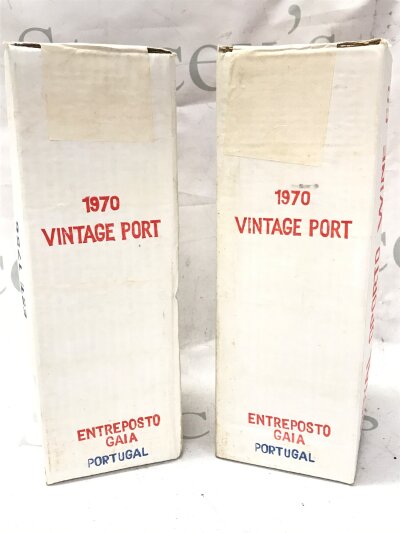 1970
VINTAGE PORT
ENTREPOSTO
GAIA
PORTUGAL
1970
VINTAGE PORT
ENTREPOSTO
GAIA
PORTUGAL